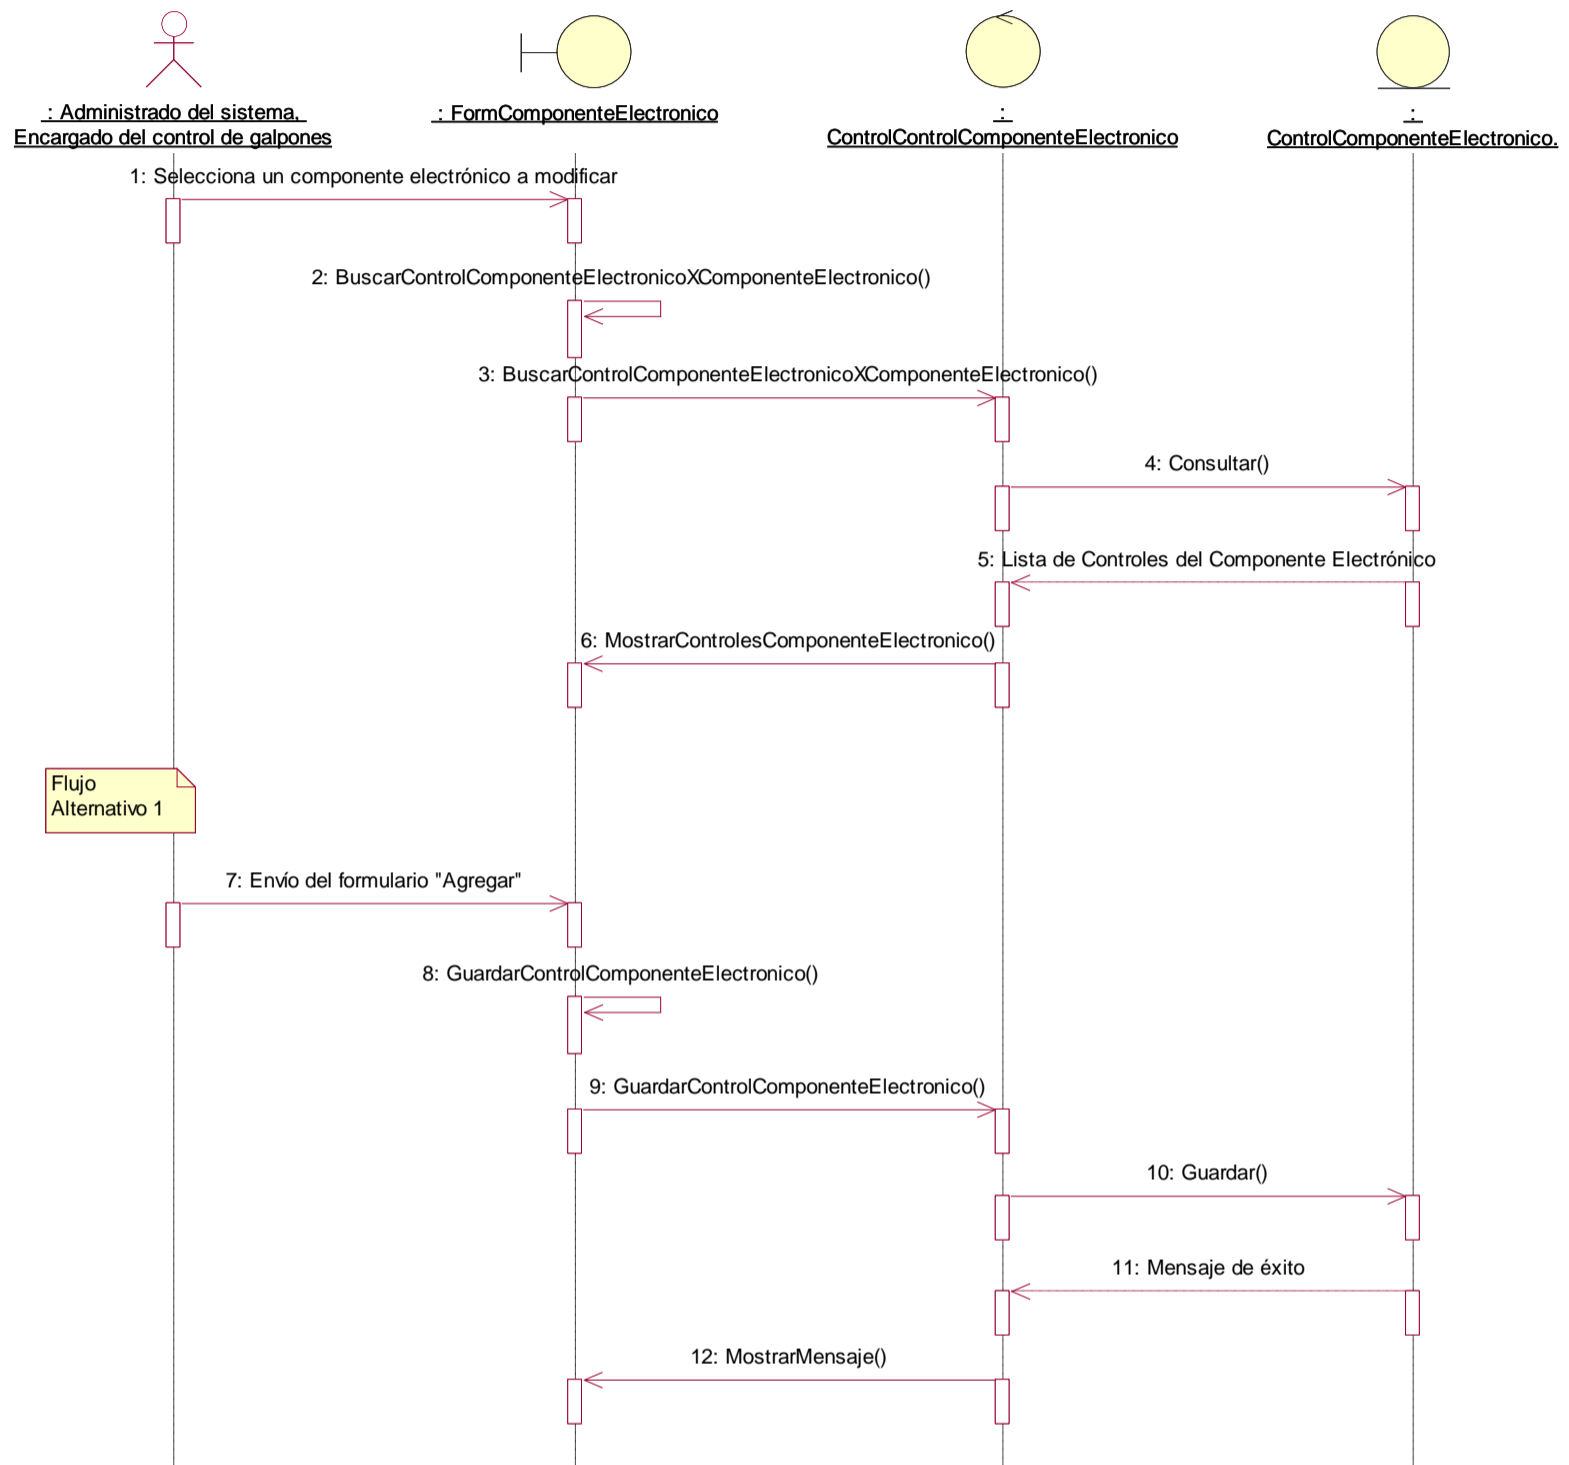 : Administrado del sistema,
Encargado del control de galpones
: FormComponenteElectronico
:
ControlControlComponenteElectronico
:
ControlComponenteElectronico.
1: Selecciona un componente electrónico a modificar
2: BuscarControlComponenteElectronicoXComponenteElectronico()
3: BuscarControlComponenteElectronicoXComponenteElectronico()
4: Consultar()
5: Lista de Controles del Componente Electrónico
6: MostrarControlesComponenteElectronico()
Flujo
Alternativo 1
7: Envío del formulario "Agregar"
8: GuardarControlComponenteElectronico()
9: GuardarControlComponenteElectronico()
10: Guardar()
11: Mensaje de éxito
12: MostrarMensaje()